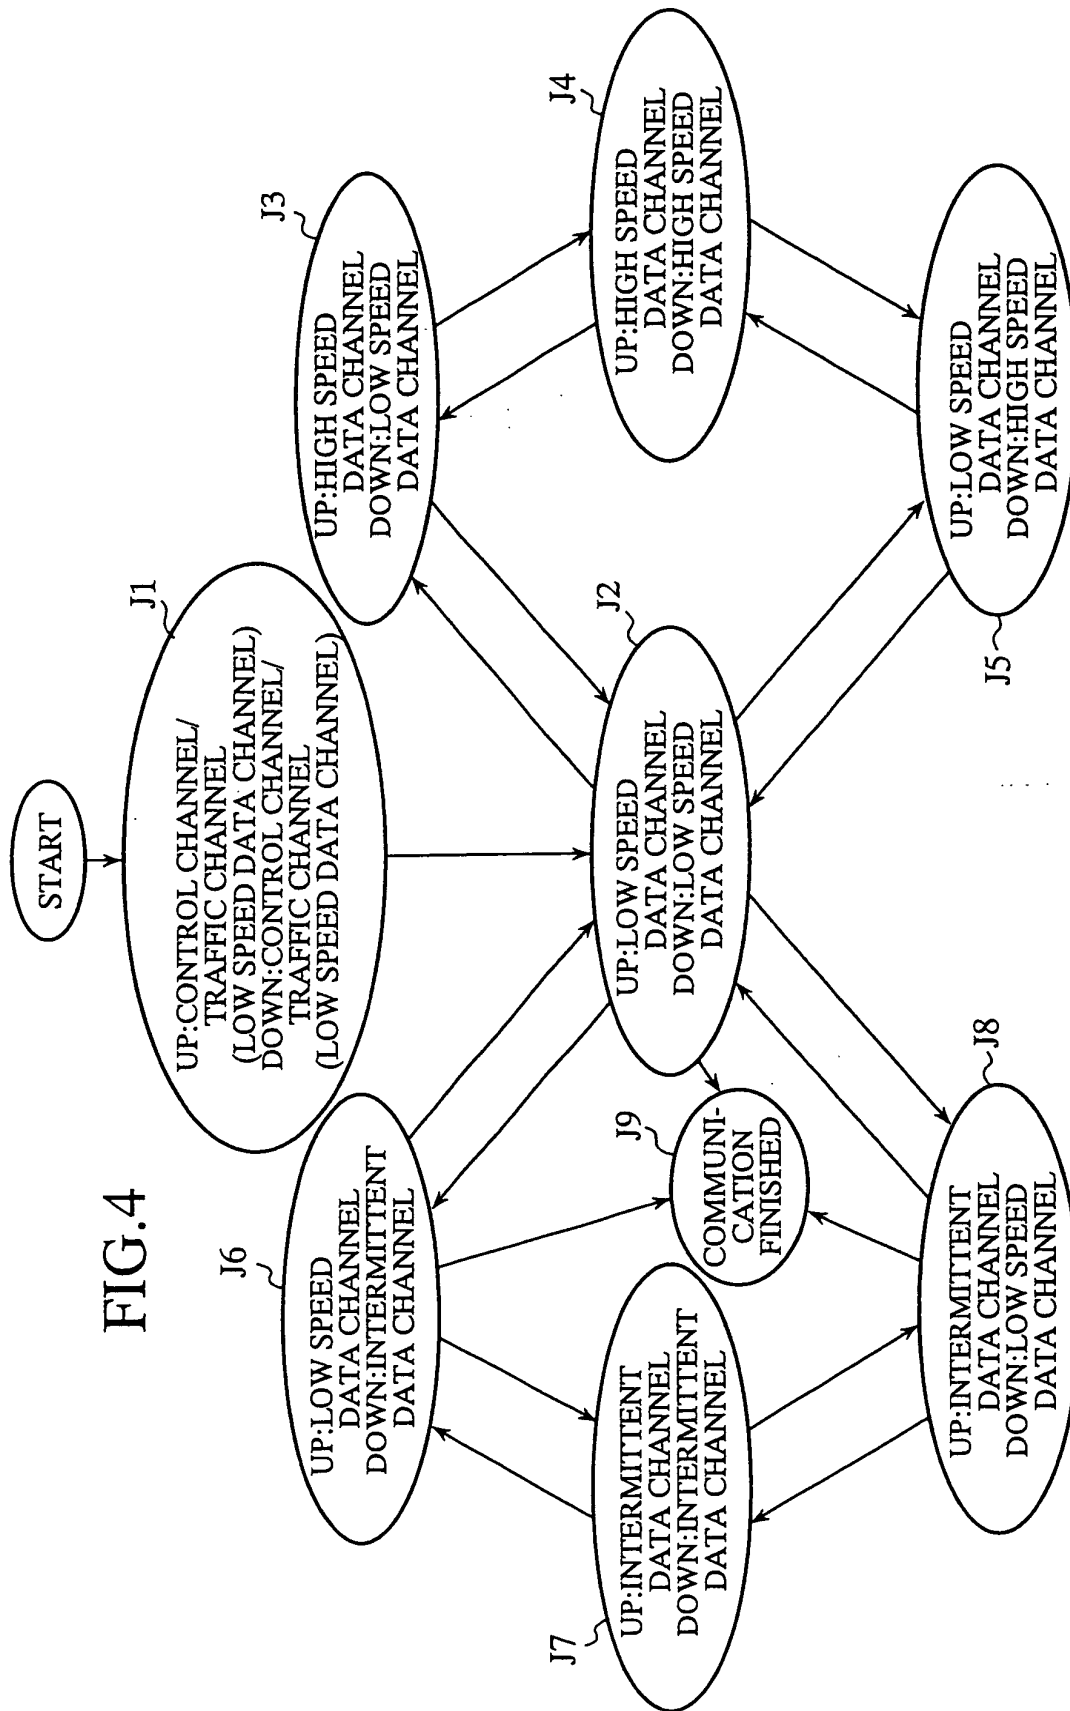 FIG.4
START
J1
UP:CONTROL CHANNEL/
TRAFFIC CHANNEL
(LOW SPEED DATA CHANNEL)
DOWN:CONTROL CHANNEL/
TRAFFIC CHANNEL
(LOW SPEED DATA CHANNEL)
J6
UP:LOW SPEED
DATA CHANNEL
DOWN:INTERMITTENT
DATA CHANNEL
J3
UP:HIGH SPEED
DATA CHANNEL
DOWN:LOW SPEED
DATA CHANNEL
J7
UP:INTERMITTENT
DATA CHANNEL
DOWN:INTERMITTENT
DATA CHANNEL
J9
COMMUNI-
CATION
FINISHED
J2
UP:LOW SPEED
DATA CHANNEL
DOWN:LOW SPEED
DATA CHANNEL
J4
UP:HIGH SPEED
DATA CHANNEL
DOWN:HIGH SPEED
DATA CHANNEL
J8
UP:INTERMITTENT
DATA CHANNEL
DOWN:LOW SPEED
DATA CHANNEL
J5
UP:LOW SPEED
DATA CHANNEL
DOWN:HIGH SPEED
DATA CHANNEL